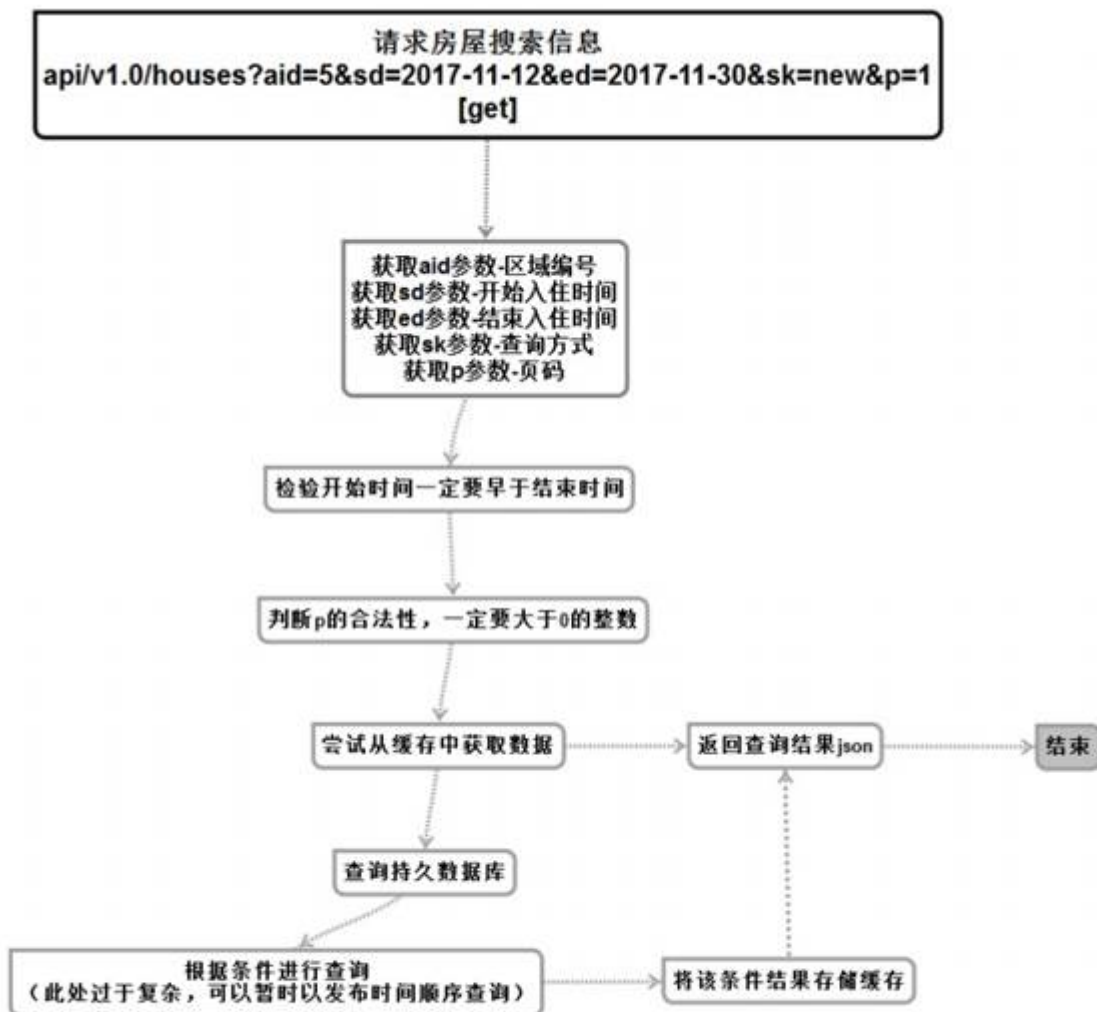 请求房屋搜索信息
api/v1.0/houses?aid=5&sd=2017-11-12&ed=2017-11-30&sk=new&p=1
[get]
获取aid参数-区域编号
获取sd参数-开始入住时间
获取ed参数-结束入住时间
获取sk参数-查询方式
获取p参数-页码
检验开始时间一定要早于结束时间
判断p的合法性，一定要大于0的整数
尝试从缓存中获取数据
返回查询结果json
结束
查询持久数据库
根据条件进行查询
（此处过于复杂，可以暂时以发布时间顺序查询）
将该条件结果存储缓存